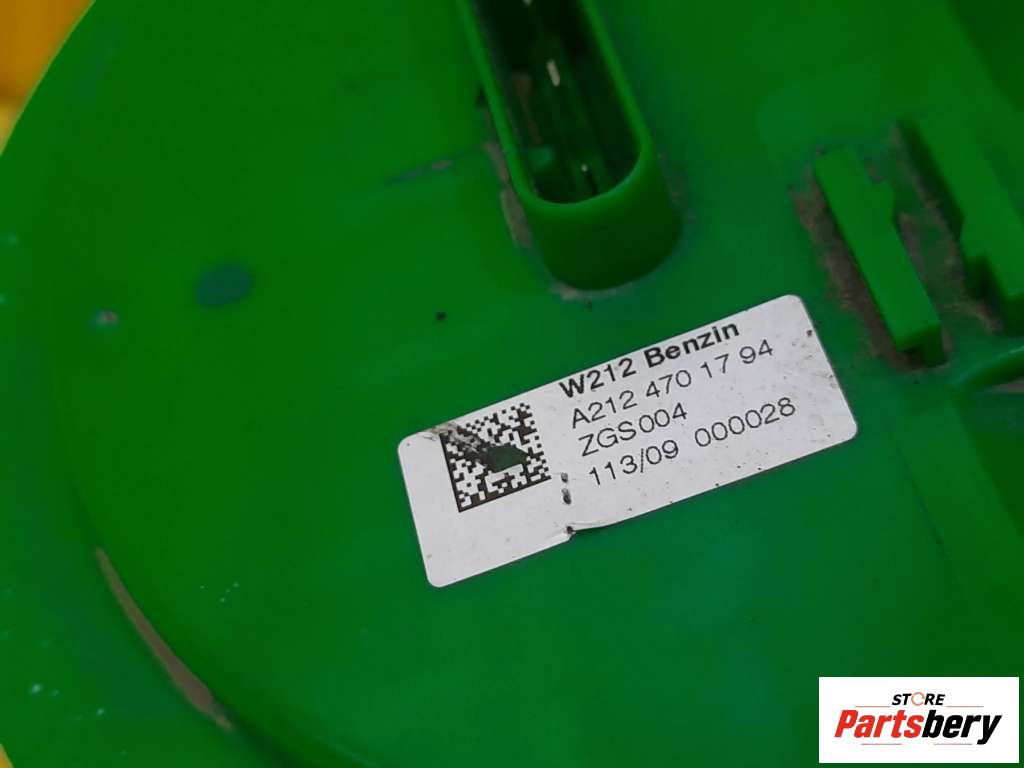 W212 Benzin
A212 470 17 94
ZGS004
113/09 000028
STORE
Partsbery